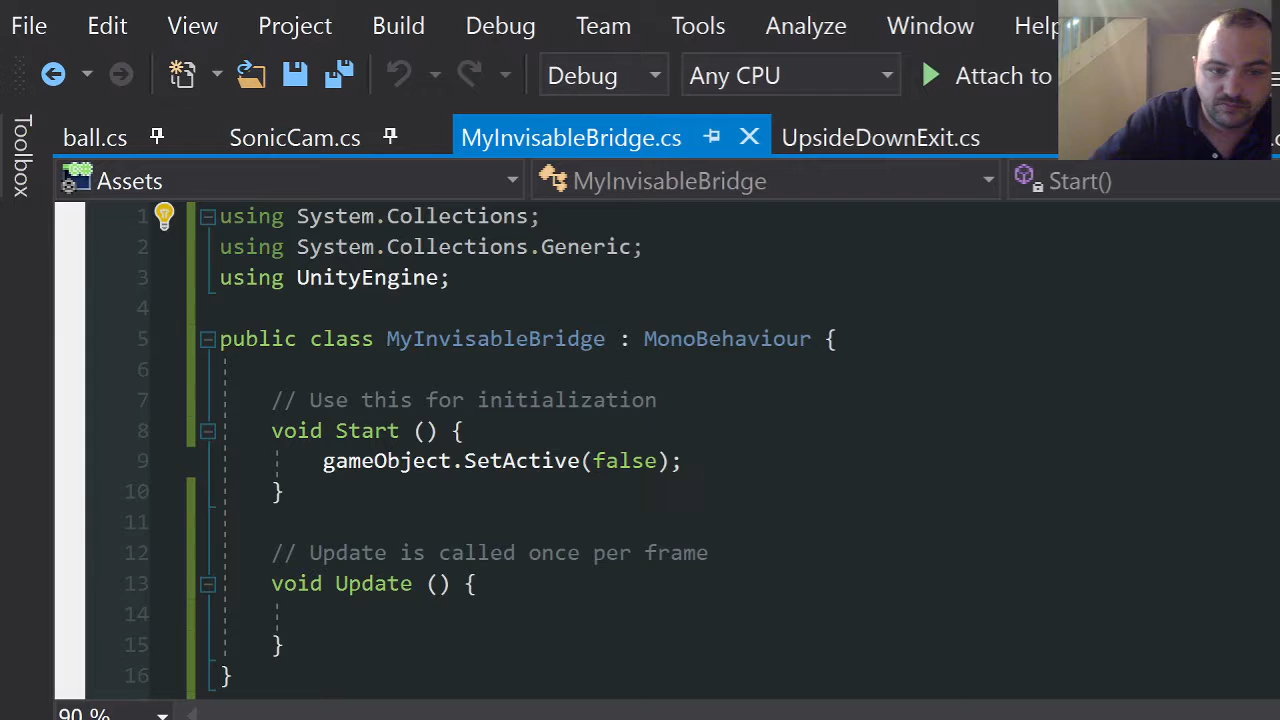 File Edit View Project Build Debug Team Tools Analyze Window
Debug Any CPU Attach to
ball.cs SonicCam.cs MyInvisableBridge.cs UpsideDownExit.cs
Toolbox
Assets MyInvisableBridge Start()
1 using System.Collections;
2 using System.Collections.Generic;
3 using UnityEngine;
4
5 public class MyInvisableBridge : MonoBehaviour {
6
7 // Use this for initialization
8 void Start () {
9 gameObject.SetActive(false);
10 }
11
12 // Update is called once per frame
13 void Update () {
14
15 }
16 }
90 %